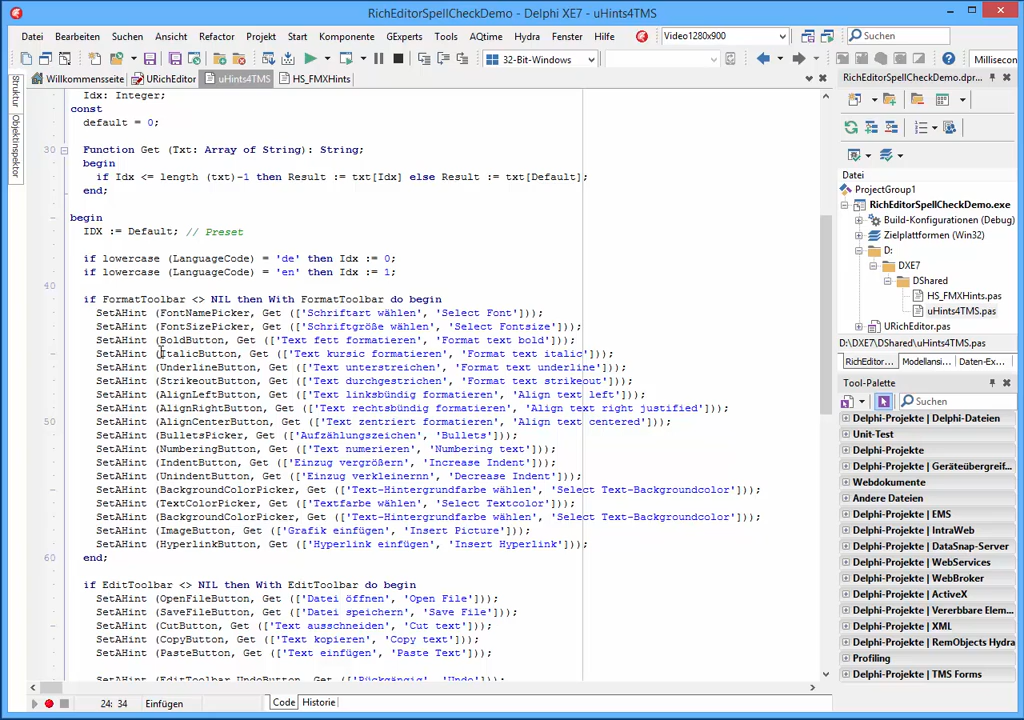 RichEditorSpellCheckDemo - Delphi XE7 - uHints4TMS
Datei Bearbeiten Suchen Ansicht Refactor Projekt Start Komponente GExperts Tools AQtime Hydra Fenster Hilfe Video1280x900 Suchen
32-Bit-Windows Millisecon
Willkommensseite URichEditor uHints4TMS HS_FMXHints
Struktur
Objektinspektor
Idx: Integer;
const
default = 0;
30 Function Get (Txt: Array of String): String;
begin
if Idx <= length (txt)-1 then Result := txt[Idx] else Result := txt[Default];
end;
begin
IDX := Default; // Preset
if lowercase (LanguageCode) = 'de' then Idx := 0;
if lowercase (LanguageCode) = 'en' then Idx := 1;
40
if FormatToolbar <> NIL then With FormatToolbar do begin
SetAHint (FontNamePicker, Get (['Schriftart wählen', 'Select Font']));
SetAHint (FontSizePicker, Get (['Schriftgröße wählen', 'Select Fontsize']));
SetAHint (BoldButton, Get (['Text fett formatieren', 'Format text bold']));
SetAHint (ItalicButton, Get (['Text kursic formatieren', 'Format text italic']));
SetAHint (UnderlineButton, Get (['Text unterstreichen', 'Format text underline']));
SetAHint (StrikeoutButton, Get (['Text durchgestrichen', 'Format text strikeout']));
SetAHint (AlignLeftButton, Get (['Text linksbündig formatieren', 'Align text left']));
SetAHint (AlignRightButton, Get (['Text rechtsbündig formatieren', 'Align text right justified']));
50 SetAHint (AlignCenterButton, Get (['Text zentriert formatieren', 'Align text centered']));
SetAHint (BulletsPicker, Get (['Aufzählungszeichen', 'Bullets']));
SetAHint (NumberingButton, Get (['Text numerieren', 'Numbering text']));
SetAHint (IndentButton, Get (['Einzug vergrößern', 'Increase Indent']));
SetAHint (UnindentButton, Get (['Einzug verkleinernn', 'Decrease Indent']));
SetAHint (BackgroundColorPicker, Get (['Text-Hintergrundfarbe wählen', 'Select Text-Backgroundcolor']));
SetAHint (TextColorPicker, Get (['Textfarbe wählen', 'Select Textcolor']));
SetAHint (BackgroundColorPicker, Get (['Text-Hintergrundfarbe wählen', 'Select Text-Backgroundcolor']));
SetAHint (ImageButton, Get (['Grafik einfügen', 'Insert Picture']));
SetAHint (HyperlinkButton, Get (['Hyperlink einfügen', 'Insert Hyperlink']));
60 end;
if EditToolbar <> NIL then With EditToolbar do begin
SetAHint (OpenFileButton, Get (['Datei öffnen', 'Open File']));
SetAHint (SaveFileButton, Get (['Datei speichern', 'Save File']));
SetAHint (CutButton, Get (['Text ausschneiden', 'Cut text']));
SetAHint (CopyButton, Get (['Text kopieren', 'Copy text']));
SetAHint (PasteButton, Get (['Text einfügen', 'Paste Text']));
SetAHint (EditToolbar.UndoButton, Get (['Rückgängig', 'Undo']));
24: 34 Einfügen Code Historie
RichEditorSpellCheckDemo.dpr...
Datei
ProjectGroup1
RichEditorSpellCheckDemo.exe
Build-Konfigurationen (Debug)
Zielplattformen (Win32)
D:
DXE7
DShared
HS_FMXHints.pas
uHints4TMS.pas
URichEditor.pas
D:\DXE7\DShared\uHints4TMS.pas
RichEditor... Modellansi... Daten-Ex...
Tool-Palette
Suchen
Delphi-Projekte | Delphi-Dateien
Unit-Test
Delphi-Projekte
Delphi-Projekte | Geräteübergreif...
Webdokumente
Andere Dateien
Delphi-Projekte | EMS
Delphi-Projekte | IntraWeb
Delphi-Projekte | DataSnap-Server
Delphi-Projekte | WebServices
Delphi-Projekte | WebBroker
Delphi-Projekte | ActiveX
Delphi-Projekte | Vererbbare Elem...
Delphi-Projekte | XML
Delphi-Projekte | RemObjects Hydra
Profiling
Delphi-Projekte | TMS Forms